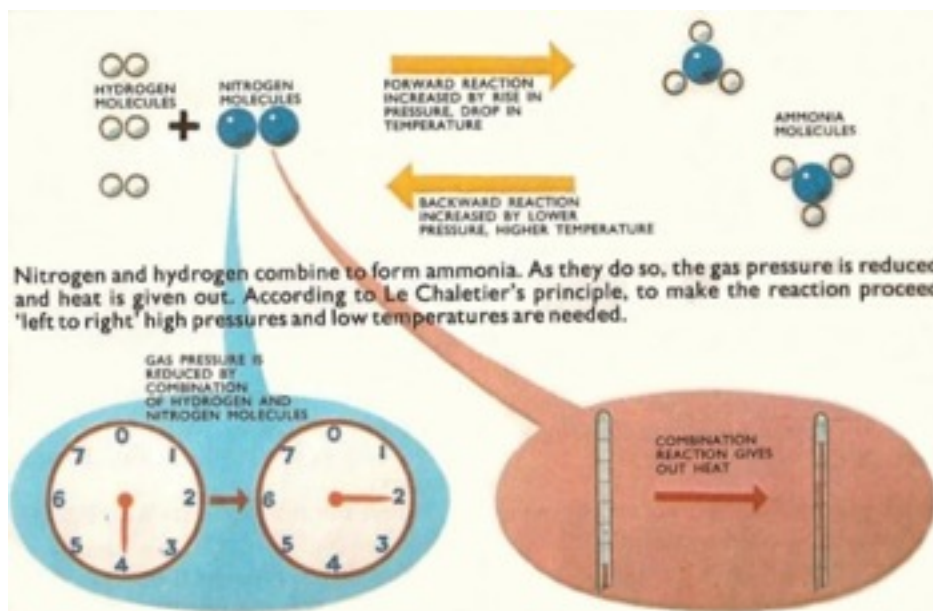 HYDROGEN
MOLECULES
+
NITROGEN
MOLECULES
FORWARD REACTION
INCREASED BY RISE IN
PRESSURE, DROP IN
TEMPERATURE
AMMONIA
MOLECULES
BACKWARD REACTION
INCREASED BY LOWER
PRESSURE, HIGHER TEMPERATURE
Nitrogen and hydrogen combine to form ammonia. As they do so, the gas pressure is reduced
and heat is given out. According to Le Chaletier's principle, to make the reaction proceed
'left to right' high pressures and low temperatures are needed.
GAS PRESSURE IS
REDUCED BY
COMBINATION
OF HYDROGEN AND
NITROGEN MOLECULES
0
1
2
3
4
5
6
7
0
1
2
3
4
5
6
7
COMBINATION
REACTION GIVES
OUT HEAT